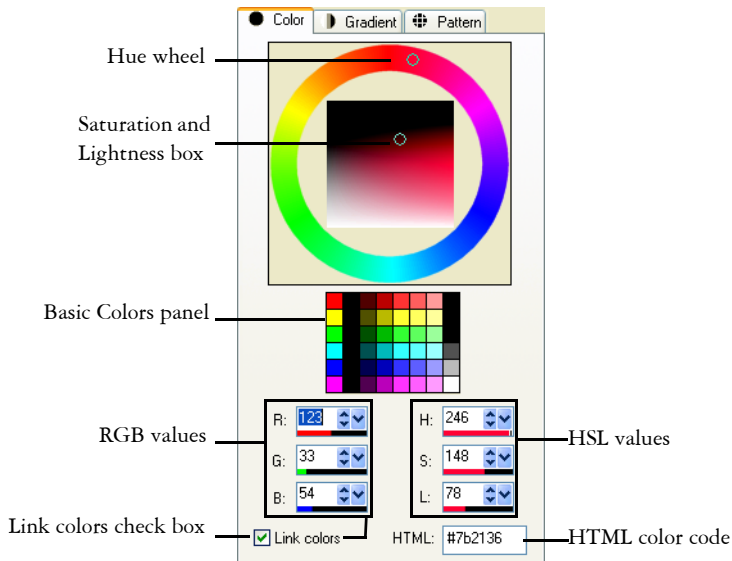 Color Gradient Pattern
Hue wheel
Saturation and
Lightness box
Basic Colors panel
RGB values
R: 123
G: 33
B: 54
H: 246
S: 148
L: 78
HSL values
Link colors check box
Link colors
HTML: #7b2136
HTML color code